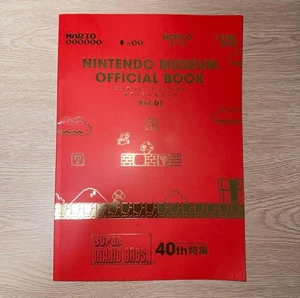 MARIO
000000 ×00
NINTENDO MUSEUM
OFFICIAL BOOK
Vol.01
SUPER
MARIO BROS.
40th特集